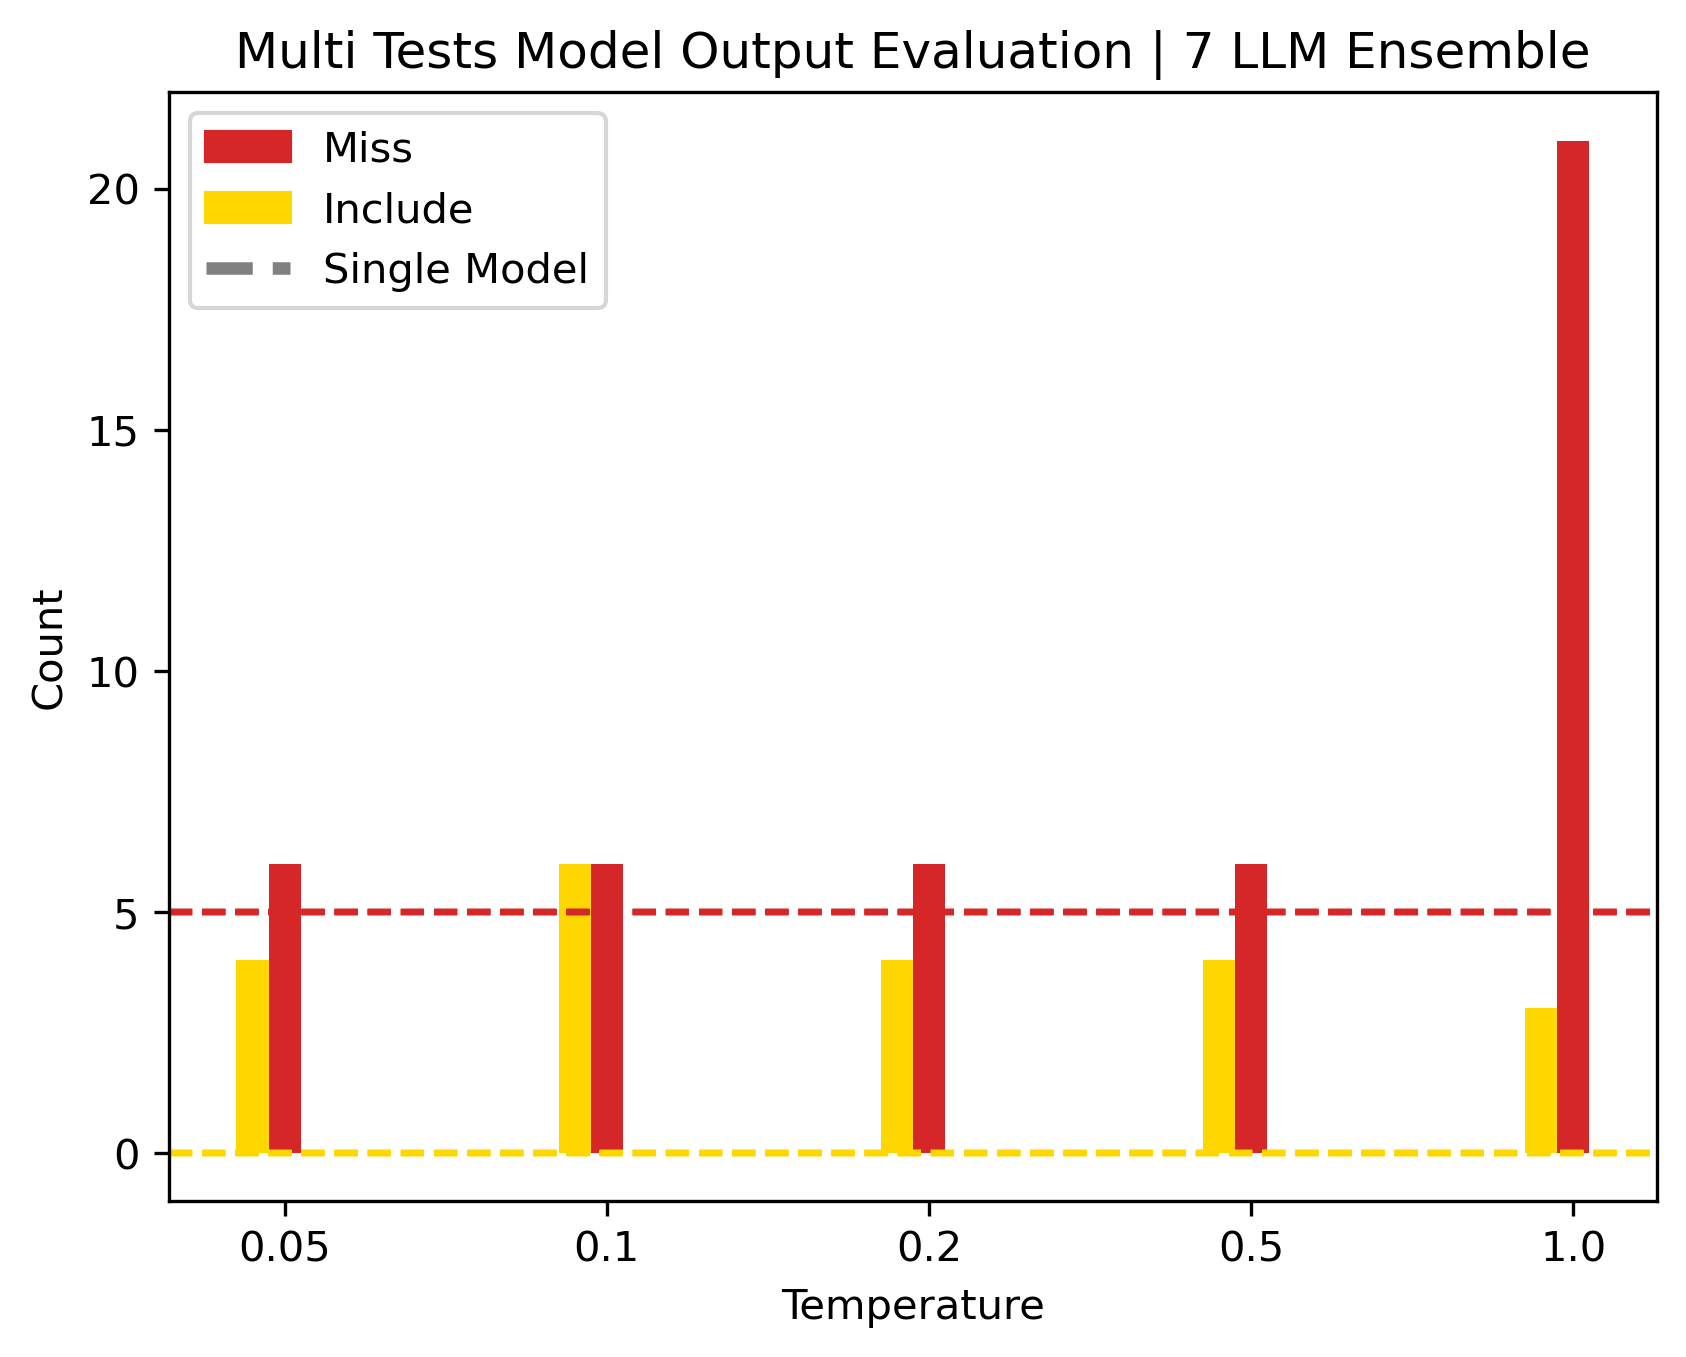 Multi Tests Model Output Evaluation | 7 LLM Ensemble
Miss
Include
Single Model
20
15
10
5
0
Count
0.05 0.1 0.2 0.5 1.0
Temperature